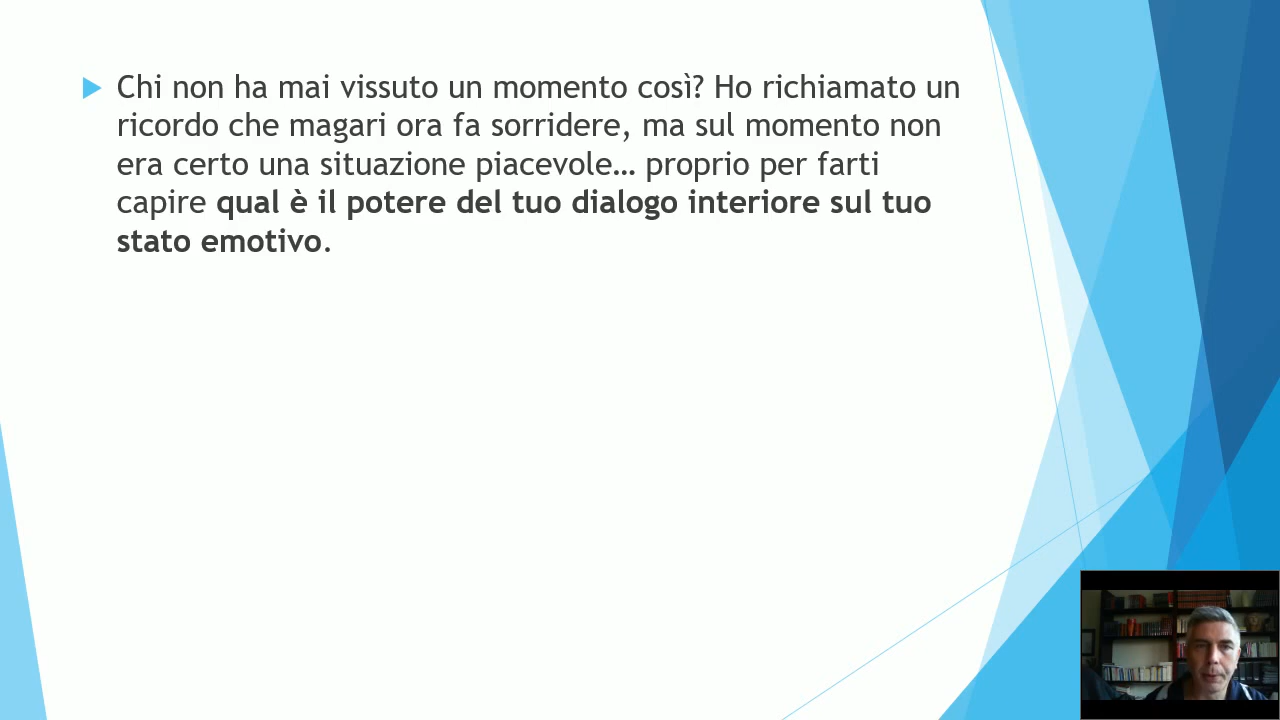 Chi non ha mai vissuto un momento così? Ho richiamato un
ricordo che magari ora fa sorridere, ma sul momento non
era certo una situazione piacevole… proprio per farti
capire qual è il potere del tuo dialogo interiore sul tuo
stato emotivo.